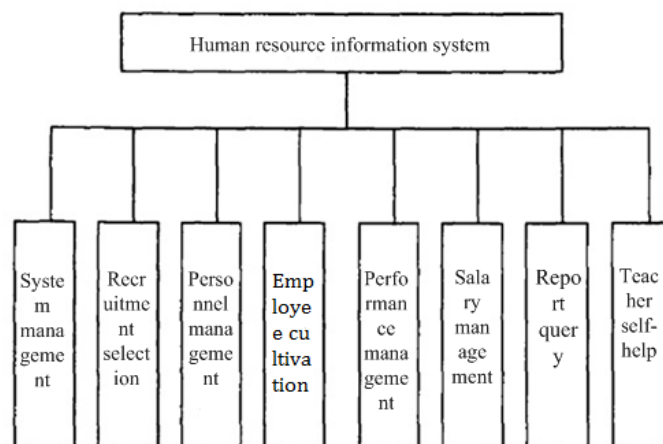 Human resource information system
Syste
m
mana
geme
nt
Recr
uitme
nt
select
ion
Perso
nnel
mana
geme
nt
Emp
loye
e cu
ltiva
tion
Perfo
rman
ce
mana
geme
nt
Sala
ry
man
age
ment
Repo
rt
quer
y
Teac
her
self-
help